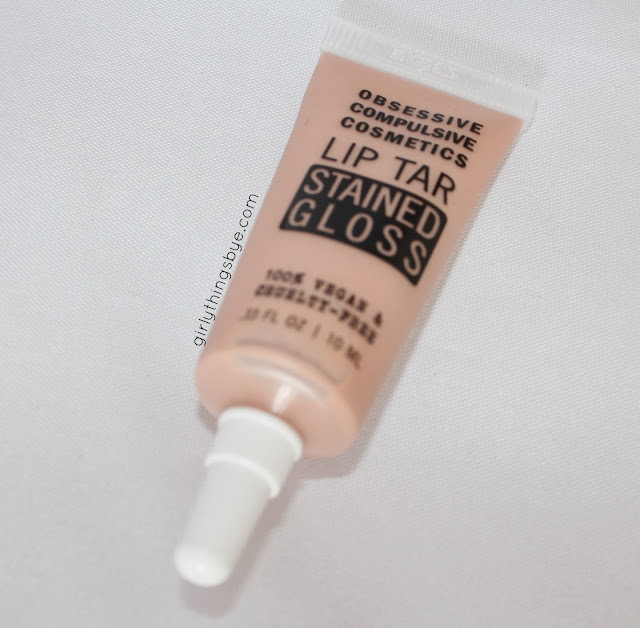 OBSESSIVE
COMPULSIVE
COSMETICS
LIP TAR
STAINED
GLOSS
100% VEGAN &
CRUELTY-FREE
.33 FL OZ | 10 ML
girlythingsbye.com